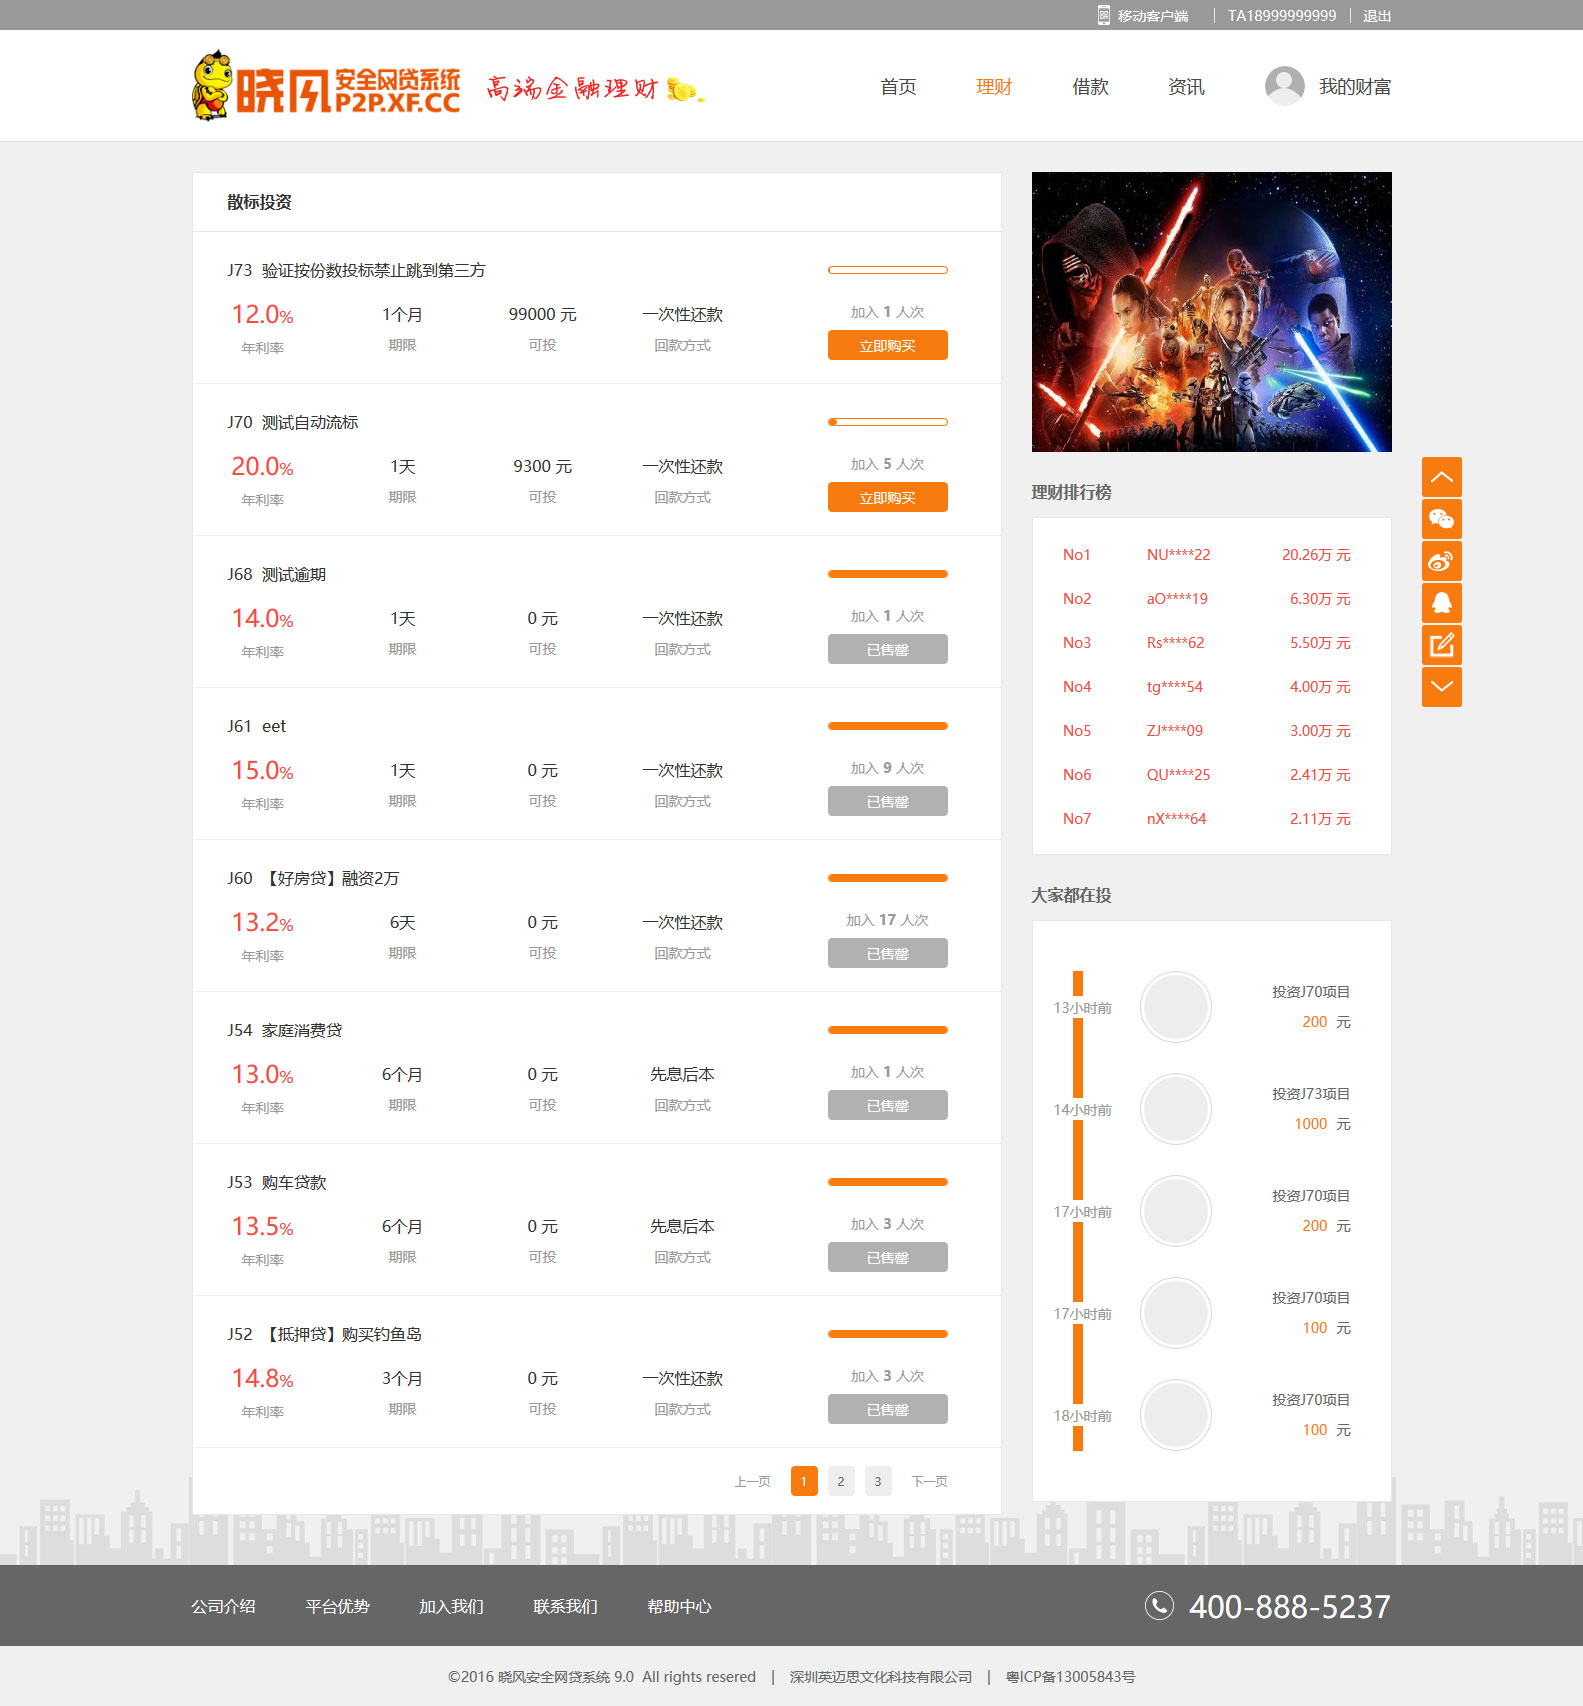 移动客户端 | TA18999999999 | 退出
晓风 安全网贷系统 P2P.XF.CC 高端金融理财
首页 理财 借款 资讯 我的财富
散标投资
J73 验证按份数投标禁止跳到第三方
12.0% 1个月 99000 元 一次性还款 加入 1 人次
年利率 期限 可投 回款方式 立即购买
J70 测试自动流标
20.0% 1天 9300 元 一次性还款 加入 5 人次
年利率 期限 可投 回款方式 立即购买
J68 测试逾期
14.0% 1天 0 元 一次性还款 加入 1 人次
年利率 期限 可投 回款方式 已售罄
J61 eet
15.0% 1天 0 元 一次性还款 加入 9 人次
年利率 期限 可投 回款方式 已售罄
J60 【好房贷】融资2万
13.2% 6天 0 元 一次性还款 加入 17 人次
年利率 期限 可投 回款方式 已售罄
J54 家庭消费贷
13.0% 6个月 0 元 先息后本 加入 1 人次
年利率 期限 可投 回款方式 已售罄
J53 购车贷款
13.5% 6个月 0 元 先息后本 加入 3 人次
年利率 期限 可投 回款方式 已售罄
J52 【抵押贷】购买钓鱼岛
14.8% 3个月 0 元 一次性还款 加入 3 人次
年利率 期限 可投 回款方式 已售罄
上一页 1 2 3 下一页
理财排行榜
No1 NU****22 20.26万 元
No2 aO****19 6.30万 元
No3 Rs****62 5.50万 元
No4 tg****54 4.00万 元
No5 ZJ****09 3.00万 元
No6 QU****25 2.41万 元
No7 nX****64 2.11万 元
大家都在投
13小时前 投资J70项目
200 元
14小时前 投资J73项目
1000 元
17小时前 投资J70项目
200 元
17小时前 投资J70项目
100 元
18小时前 投资J70项目
100 元
公司介绍 平台优势 加入我们 联系我们 帮助中心 400-888-5237
©2016 晓风安全网贷系统 9.0 All rights resered | 深圳英迈思文化科技有限公司 | 粤ICP备13005843号